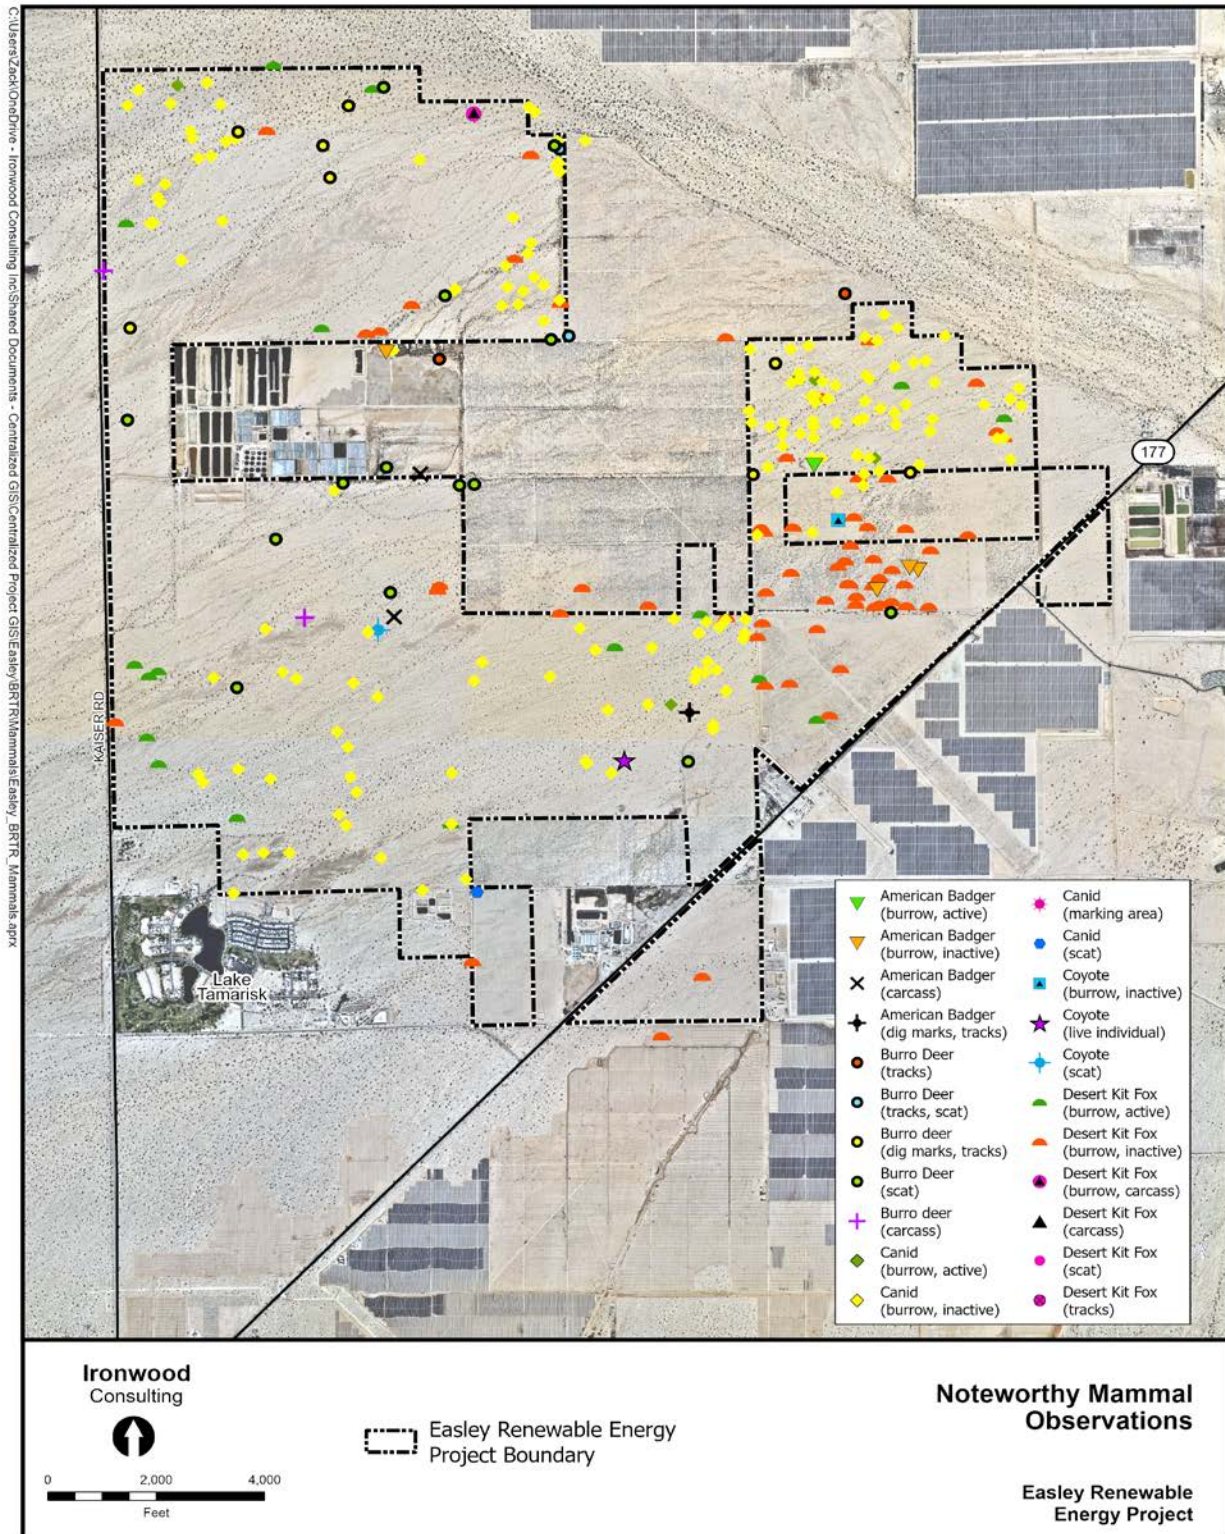 C:\Users\Zack\OneDrive - Ironwood Consulting Inc\Shared Documents - Centralized GIS\Centralized Project GIS\Easley\BRTR\Mammals\Easley_BRTR_Mammals.aprx
177
KAISER RD
Lake
Tamarisk
American Badger
(burrow, active)
American Badger
(burrow, inactive)
American Badger
(carcass)
American Badger
(dig marks, tracks)
Burro Deer
(tracks)
Burro Deer
(tracks, scat)
Burro deer
(dig marks, tracks)
Burro Deer
(scat)
Burro deer
(carcass)
Canid
(burrow, active)
Canid
(burrow, inactive)
Canid
(marking area)
Canid
(scat)
Coyote
(burrow, inactive)
Coyote
(live individual)
Coyote
(scat)
Desert Kit Fox
(burrow, active)
Desert Kit Fox
(burrow, inactive)
Desert Kit Fox
(burrow, carcass)
Desert Kit Fox
(carcass)
Desert Kit Fox
(scat)
Desert Kit Fox
(tracks)
Ironwood
Consulting
0 2,000 4,000
Feet
Easley Renewable Energy
Project Boundary
Noteworthy Mammal
Observations
Easley Renewable
Energy Project